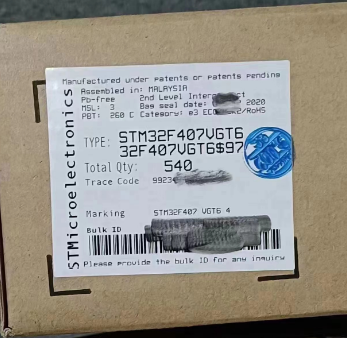 Manufactured under patents or patents pending
Assembled in: MALAYSIA
Pb-free 2nd Level Interconnect
MSL: 3 Bag seal date: 2020
PBT: 260 C Category: e3 /RoHS
TYPE: STM32F407VGT6
32F407VGT6$97
Total Qty: 540
Trace Code 9923
Marking STM32F407 VGT6 4
Bulk ID
Please provide the bulk ID for any inquiry
STMicroelectronics